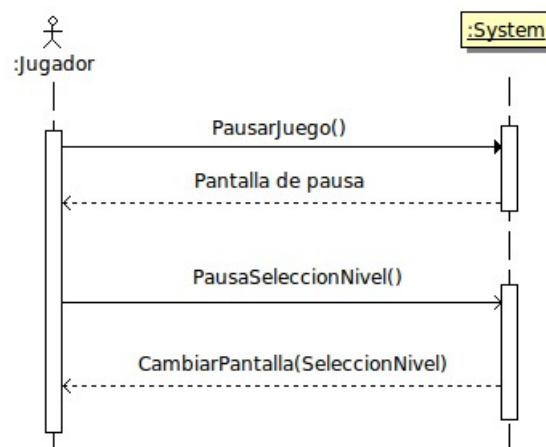 :Jugador
:System
PausarJuego()
Pantalla de pausa
PausaSeleccionNivel()
CambiarPantalla(SeleccionNivel)